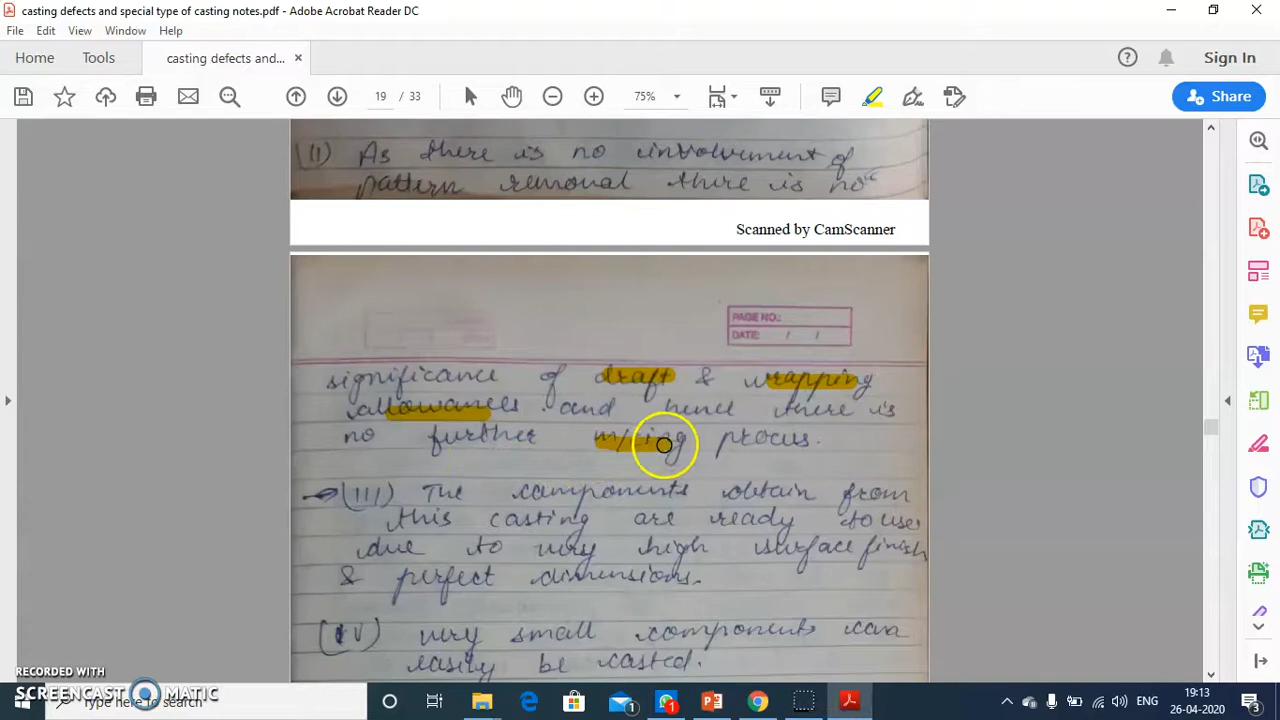 casting defects and special type of casting notes.pdf - Adobe Acrobat Reader DC
File Edit View Window Help
Home Tools casting defects and... × Sign In
19 / 33 75% Share
(II) As there is no involvement of
pattern removal there is no
Scanned by CamScanner
PAGE NO.:
DATE: / /
significance of draft & wrapping
allowances . and hence there is
no further m/cing procus.
(III) The components obtain from
this casting are ready to use
due to very high surface finish
& perfect dimensions.
(IV) very small components can
easily be casted.
RECORDED WITH
SCREENCAST MATIC
Type here to search
ENG
19:13
26-04-2020